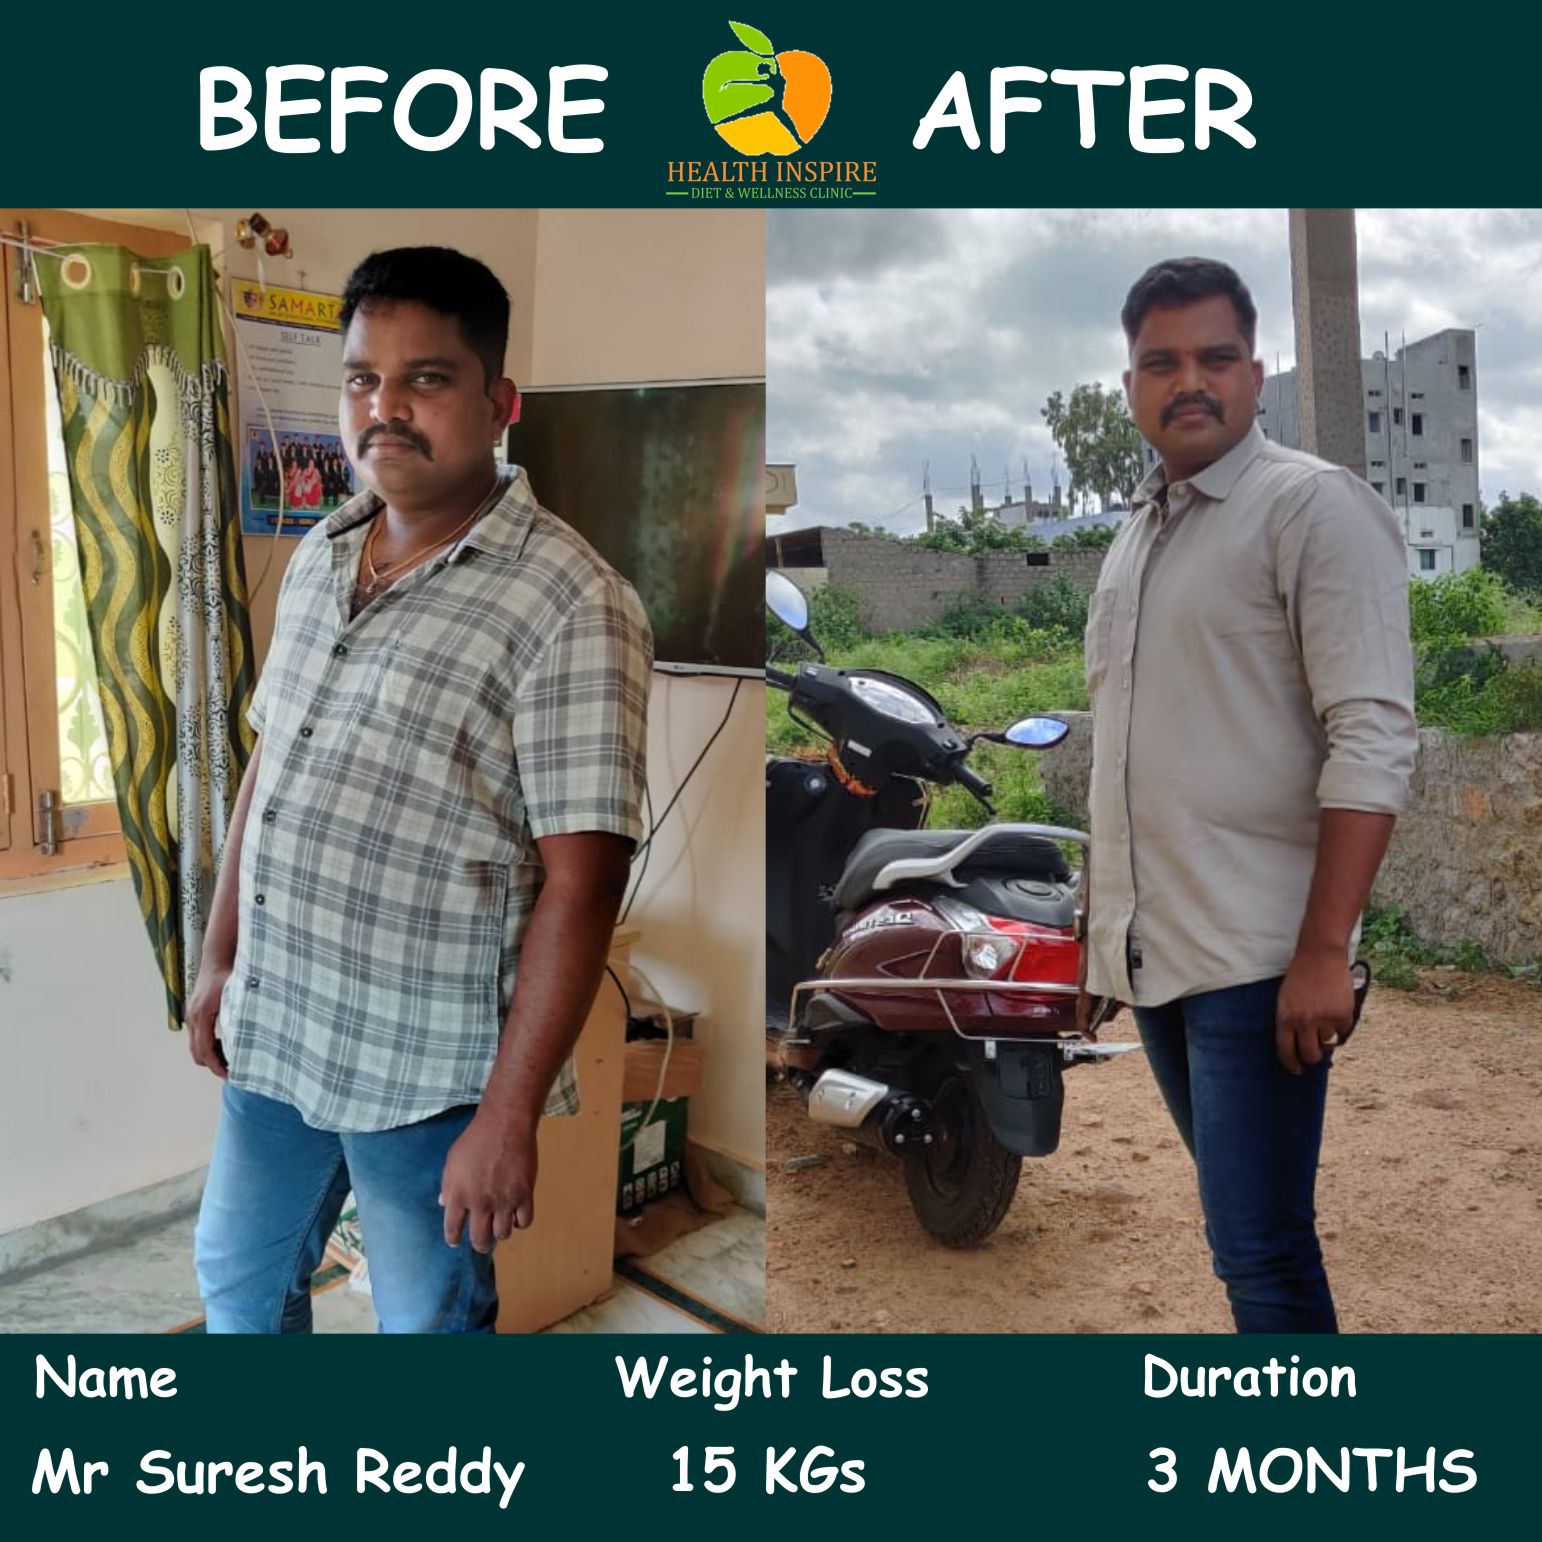 BEFORE
AFTER
HEALTH INSPIRE
DIET & WELLNESS CLINIC
SAMART
SELF TALK
Name
Weight Loss
Duration
Mr Suresh Reddy
15 KGs
3 MONTHS